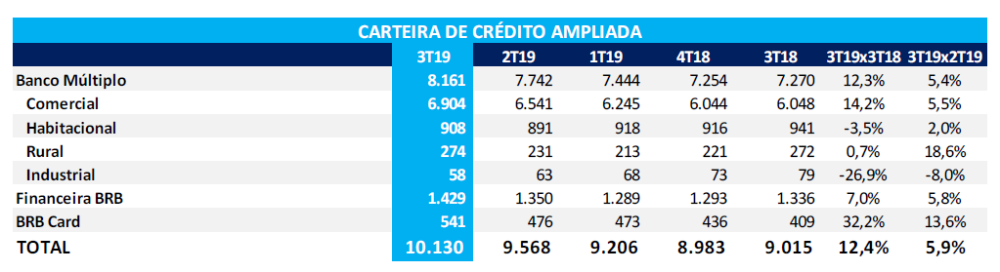 CARTEIRA DE CRÉDITO AMPLIADA
3T19 2T19 1T19 4T18 3T18 3T19x3T18 3T19x2T19
Banco Múltiplo 8.161 7.742 7.444 7.254 7.270 12,3% 5,4%
Comercial 6.904 6.541 6.245 6.044 6.048 14,2% 5,5%
Habitacional 908 891 918 916 941 -3,5% 2,0%
Rural 274 231 213 221 272 0,7% 18,6%
Industrial 58 63 68 73 79 -26,9% -8,0%
Financeira BRB 1.429 1.350 1.289 1.293 1.336 7,0% 5,8%
BRB Card 541 476 473 436 409 32,2% 13,6%
TOTAL 10.130 9.568 9.206 8.983 9.015 12,4% 5,9%